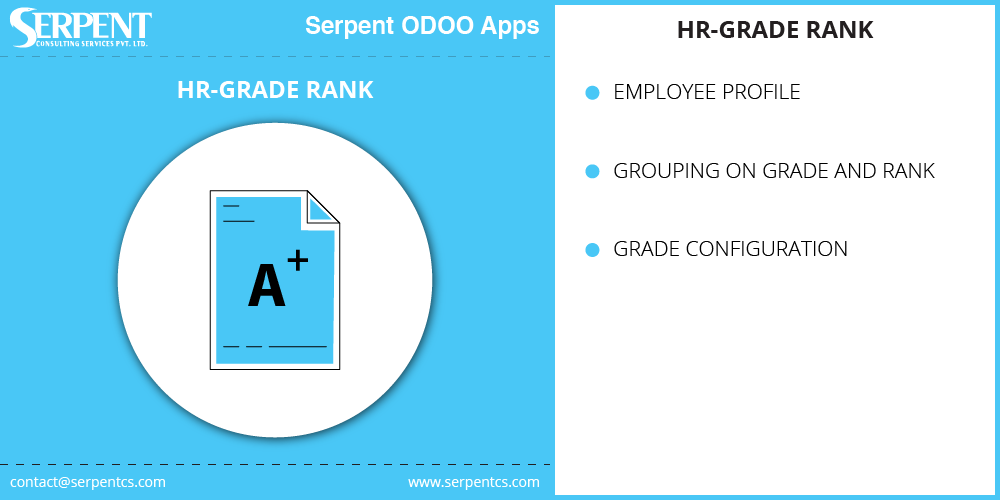 SERPENT
CONSULTING SERVICES PVT. LTD.
Serpent ODOO Apps
HR-GRADE RANK
A+
contact@serpentcs.com
www.serpentcs.com
HR-GRADE RANK
EMPLOYEE PROFILE
GROUPING ON GRADE AND RANK
GRADE CONFIGURATION